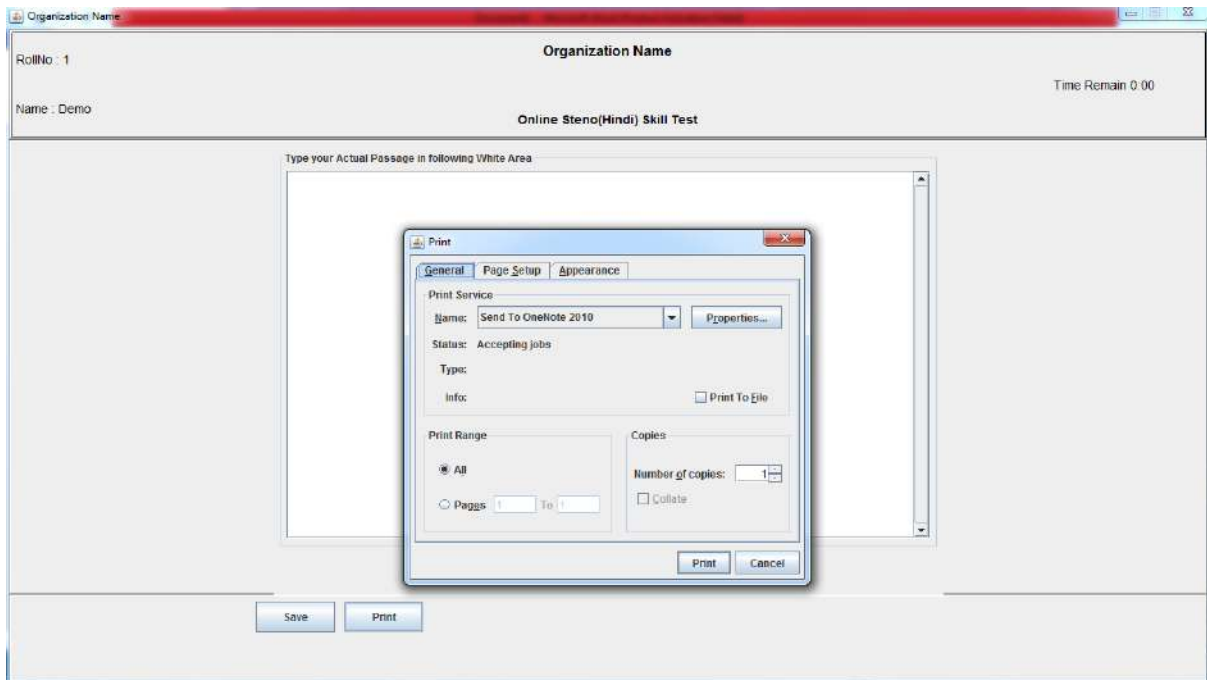 Organization Name
Organization Name
RollNo : 1
Time Remain 0:00
Name : Demo
Online Steno(Hindi) Skill Test
Type your Actual Passage in following White Area
Print
General Page Setup Appearance
Print Service
Name: Send To OneNote 2010 Properties...
Status: Accepting jobs
Type:
Info: Print To File
Print Range Copies
All
Number of copies: 1
Pages 1 To 1 Collate
Print Cancel
Save Print